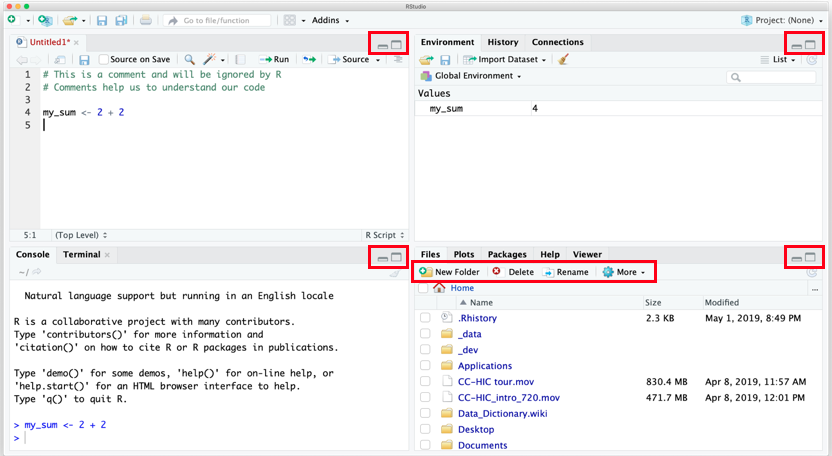 RStudio
Go to file/function
Addins
Project: (None)
Untitled1*
Source on Save
Run
Source
1 # This is a comment and will be ignored by R
2 # Comments help us to understand our code
3
4 my_sum <- 2 + 2
5
5:1 (Top Level) R Script
Environment History Connections
Import Dataset List
Global Environment
Values
my_sum 4
Console Terminal
~/
Natural language support but running in an English locale
R is a collaborative project with many contributors.
Type 'contributors()' for more information and
'citation()' on how to cite R or R packages in publications.
Type 'demo()' for some demos, 'help()' for on-line help, or
'help.start()' for an HTML browser interface to help.
Type 'q()' to quit R.
> my_sum <- 2 + 2
>
Files Plots Packages Help Viewer
New Folder Delete Rename More
Home ...
Name Size Modified
.Rhistory 2.3 KB May 1, 2019, 8:49 PM
_data
_dev
Applications
CC-HIC tour.mov 830.4 MB Apr 8, 2019, 11:57 AM
CC-HIC_intro_720.mov 471.7 MB Apr 8, 2019, 12:01 PM
Data_Dictionary.wiki
Desktop
Documents